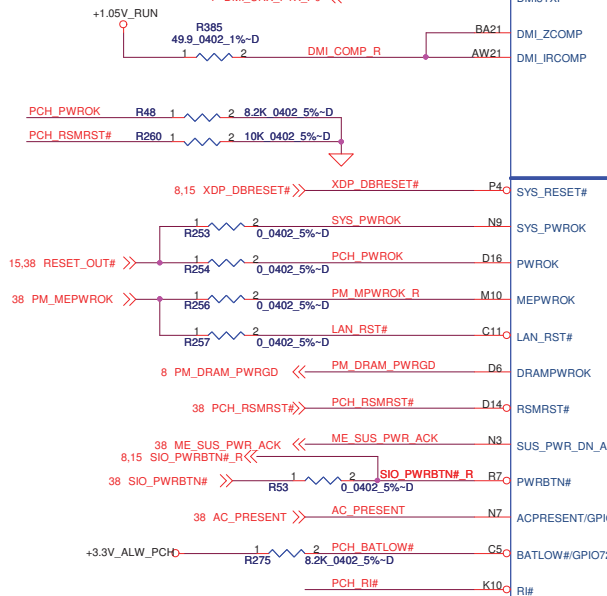 +1.05V_RUN
R385
49.9_0402_1%~D
1 2 DMI_COMP_R
BA21 DMI_ZCOMP
AW21 DMI_IRCOMP
PCH_PWROK R48 1 2 8.2K_0402_5%~D
PCH_RSMRST# R260 1 2 10K_0402_5%~D
8,15 XDP_DBRESET# XDP_DBRESET# P4 SYS_RESET#
1 2 SYS_PWROK N9 SYS_PWROK
R253 0_0402_5%~D
15,38 RESET_OUT# 1 2 PCH_PWROK D16 PWROK
R254 0_0402_5%~D
38 PM_MEPWROK 1 2 PM_MPWROK_R M10 MEPWROK
R256 0_0402_5%~D
1 2 LAN_RST# C11 LAN_RST#
R257 0_0402_5%~D
8 PM_DRAM_PWRGD PM_DRAM_PWRGD D6 DRAMPWROK
38 PCH_RSMRST# PCH_RSMRST# D14 RSMRST#
38 ME_SUS_PWR_ACK ME_SUS_PWR_ACK N3 SUS_PWR_DN_A
8,15 SIO_PWRBTN#_R
38 SIO_PWRBTN# 1 2 SIO_PWRBTN#_R R7 PWRBTN#
R53 0_0402_5%~D
38 AC_PRESENT AC_PRESENT N7 ACPRESENT/GPI
+3.3V_ALW_PCH 1 2 PCH_BATLOW# C5 BATLOW#/GPIO72
R275 8.2K_0402_5%~D
PCH_RI# K10 RI#